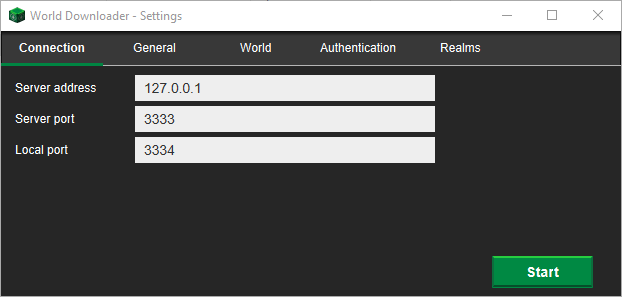 World Downloader - Settings
Connection General World Authentication Realms
Server address 127.0.0.1
Server port 3333
Local port 3334
Start